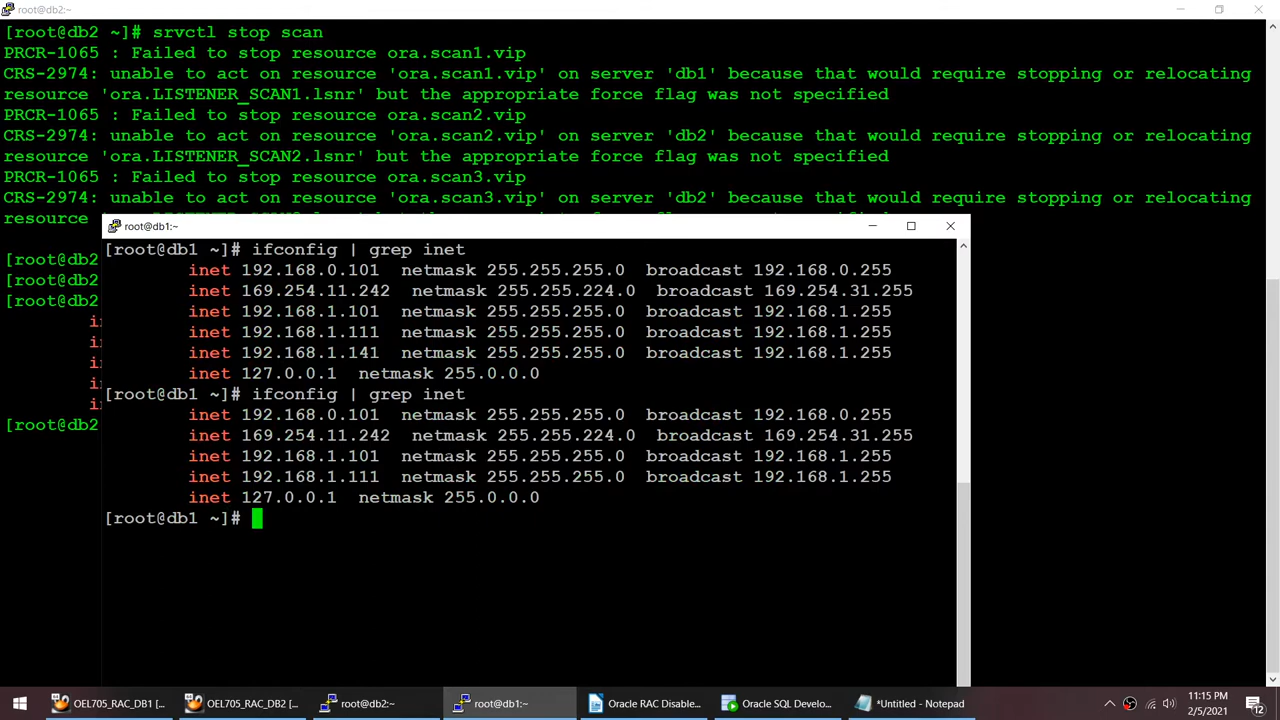 root@db2:~
[root@db2 ~]# srvctl stop scan
PRCR-1065 : Failed to stop resource ora.scan1.vip
CRS-2974: unable to act on resource 'ora.scan1.vip' on server 'db1' because that would require stopping or relocating
resource 'ora.LISTENER_SCAN1.lsnr' but the appropriate force flag was not specified
PRCR-1065 : Failed to stop resource ora.scan2.vip
CRS-2974: unable to act on resource 'ora.scan2.vip' on server 'db2' because that would require stopping or relocating
resource 'ora.LISTENER_SCAN2.lsnr' but the appropriate force flag was not specified
PRCR-1065 : Failed to stop resource ora.scan3.vip
CRS-2974: unable to act on resource 'ora.scan3.vip' on server 'db2' because that would require stopping or relocating
resource
[root@db2
[root@db2
[root@db2
[root@db2
root@db1:~
[root@db1 ~]# ifconfig | grep inet
inet 192.168.0.101 netmask 255.255.255.0 broadcast 192.168.0.255
inet 169.254.11.242 netmask 255.255.224.0 broadcast 169.254.31.255
inet 192.168.1.101 netmask 255.255.255.0 broadcast 192.168.1.255
inet 192.168.1.111 netmask 255.255.255.0 broadcast 192.168.1.255
inet 192.168.1.141 netmask 255.255.255.0 broadcast 192.168.1.255
inet 127.0.0.1 netmask 255.0.0.0
[root@db1 ~]# ifconfig | grep inet
inet 192.168.0.101 netmask 255.255.255.0 broadcast 192.168.0.255
inet 169.254.11.242 netmask 255.255.224.0 broadcast 169.254.31.255
inet 192.168.1.101 netmask 255.255.255.0 broadcast 192.168.1.255
inet 192.168.1.111 netmask 255.255.255.0 broadcast 192.168.1.255
inet 127.0.0.1 netmask 255.0.0.0
[root@db1 ~]#
OEL705_RAC_DB1 [...
OEL705_RAC_DB2 [...
root@db2:~
root@db1:~
Oracle RAC Disable...
Oracle SQL Develo...
*Untitled - Notepad
11:15 PM
2/5/2021
12